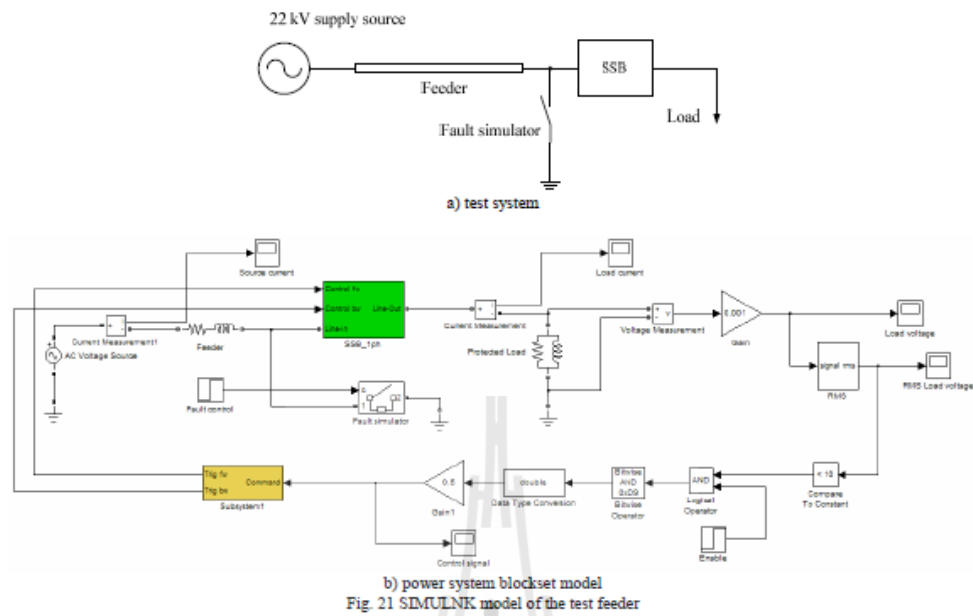 22 kV supply source
SSB
Feeder
Load
Fault simulator
a) test system
Source current
Load current
Control fw
Control bw
Line-Out
Line-In
SSB_1ph
Current Measurement1
AC Voltage Source
Feeder
Current Measurement
Protected Load
Voltage Measurement
0.001
Gain
Load voltage
signal rms
RMS
RMS Load voltage
Fault control
Fault simulator
Trig fw
Trig bw
Command
Subsystem1
0.5
Gain1
double
Data Type Conversion
Bitwise
AND
0xD9
Bitwise
Operator
AND
Logical
Operator
< 10
Compare
To Constant
Enable
Control signal
b) power system blockset model
Fig. 21 SIMULNK model of the test feeder